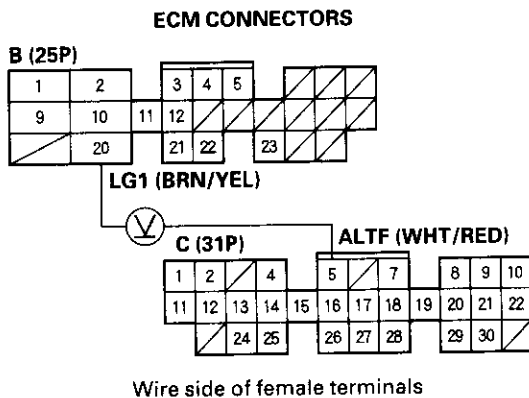 ECM CONNECTORS
B (25P)
1 2 3 4 5
9 10 11 12
20 21 22 23
LG1 (BRN/YEL)
V
C (31P) ALTF (WHT/RED)
1 2 4 5 7 8 9 10
11 12 13 14 15 16 17 18 19 20 21 22
24 25 26 27 28 29 30
Wire side of female terminals